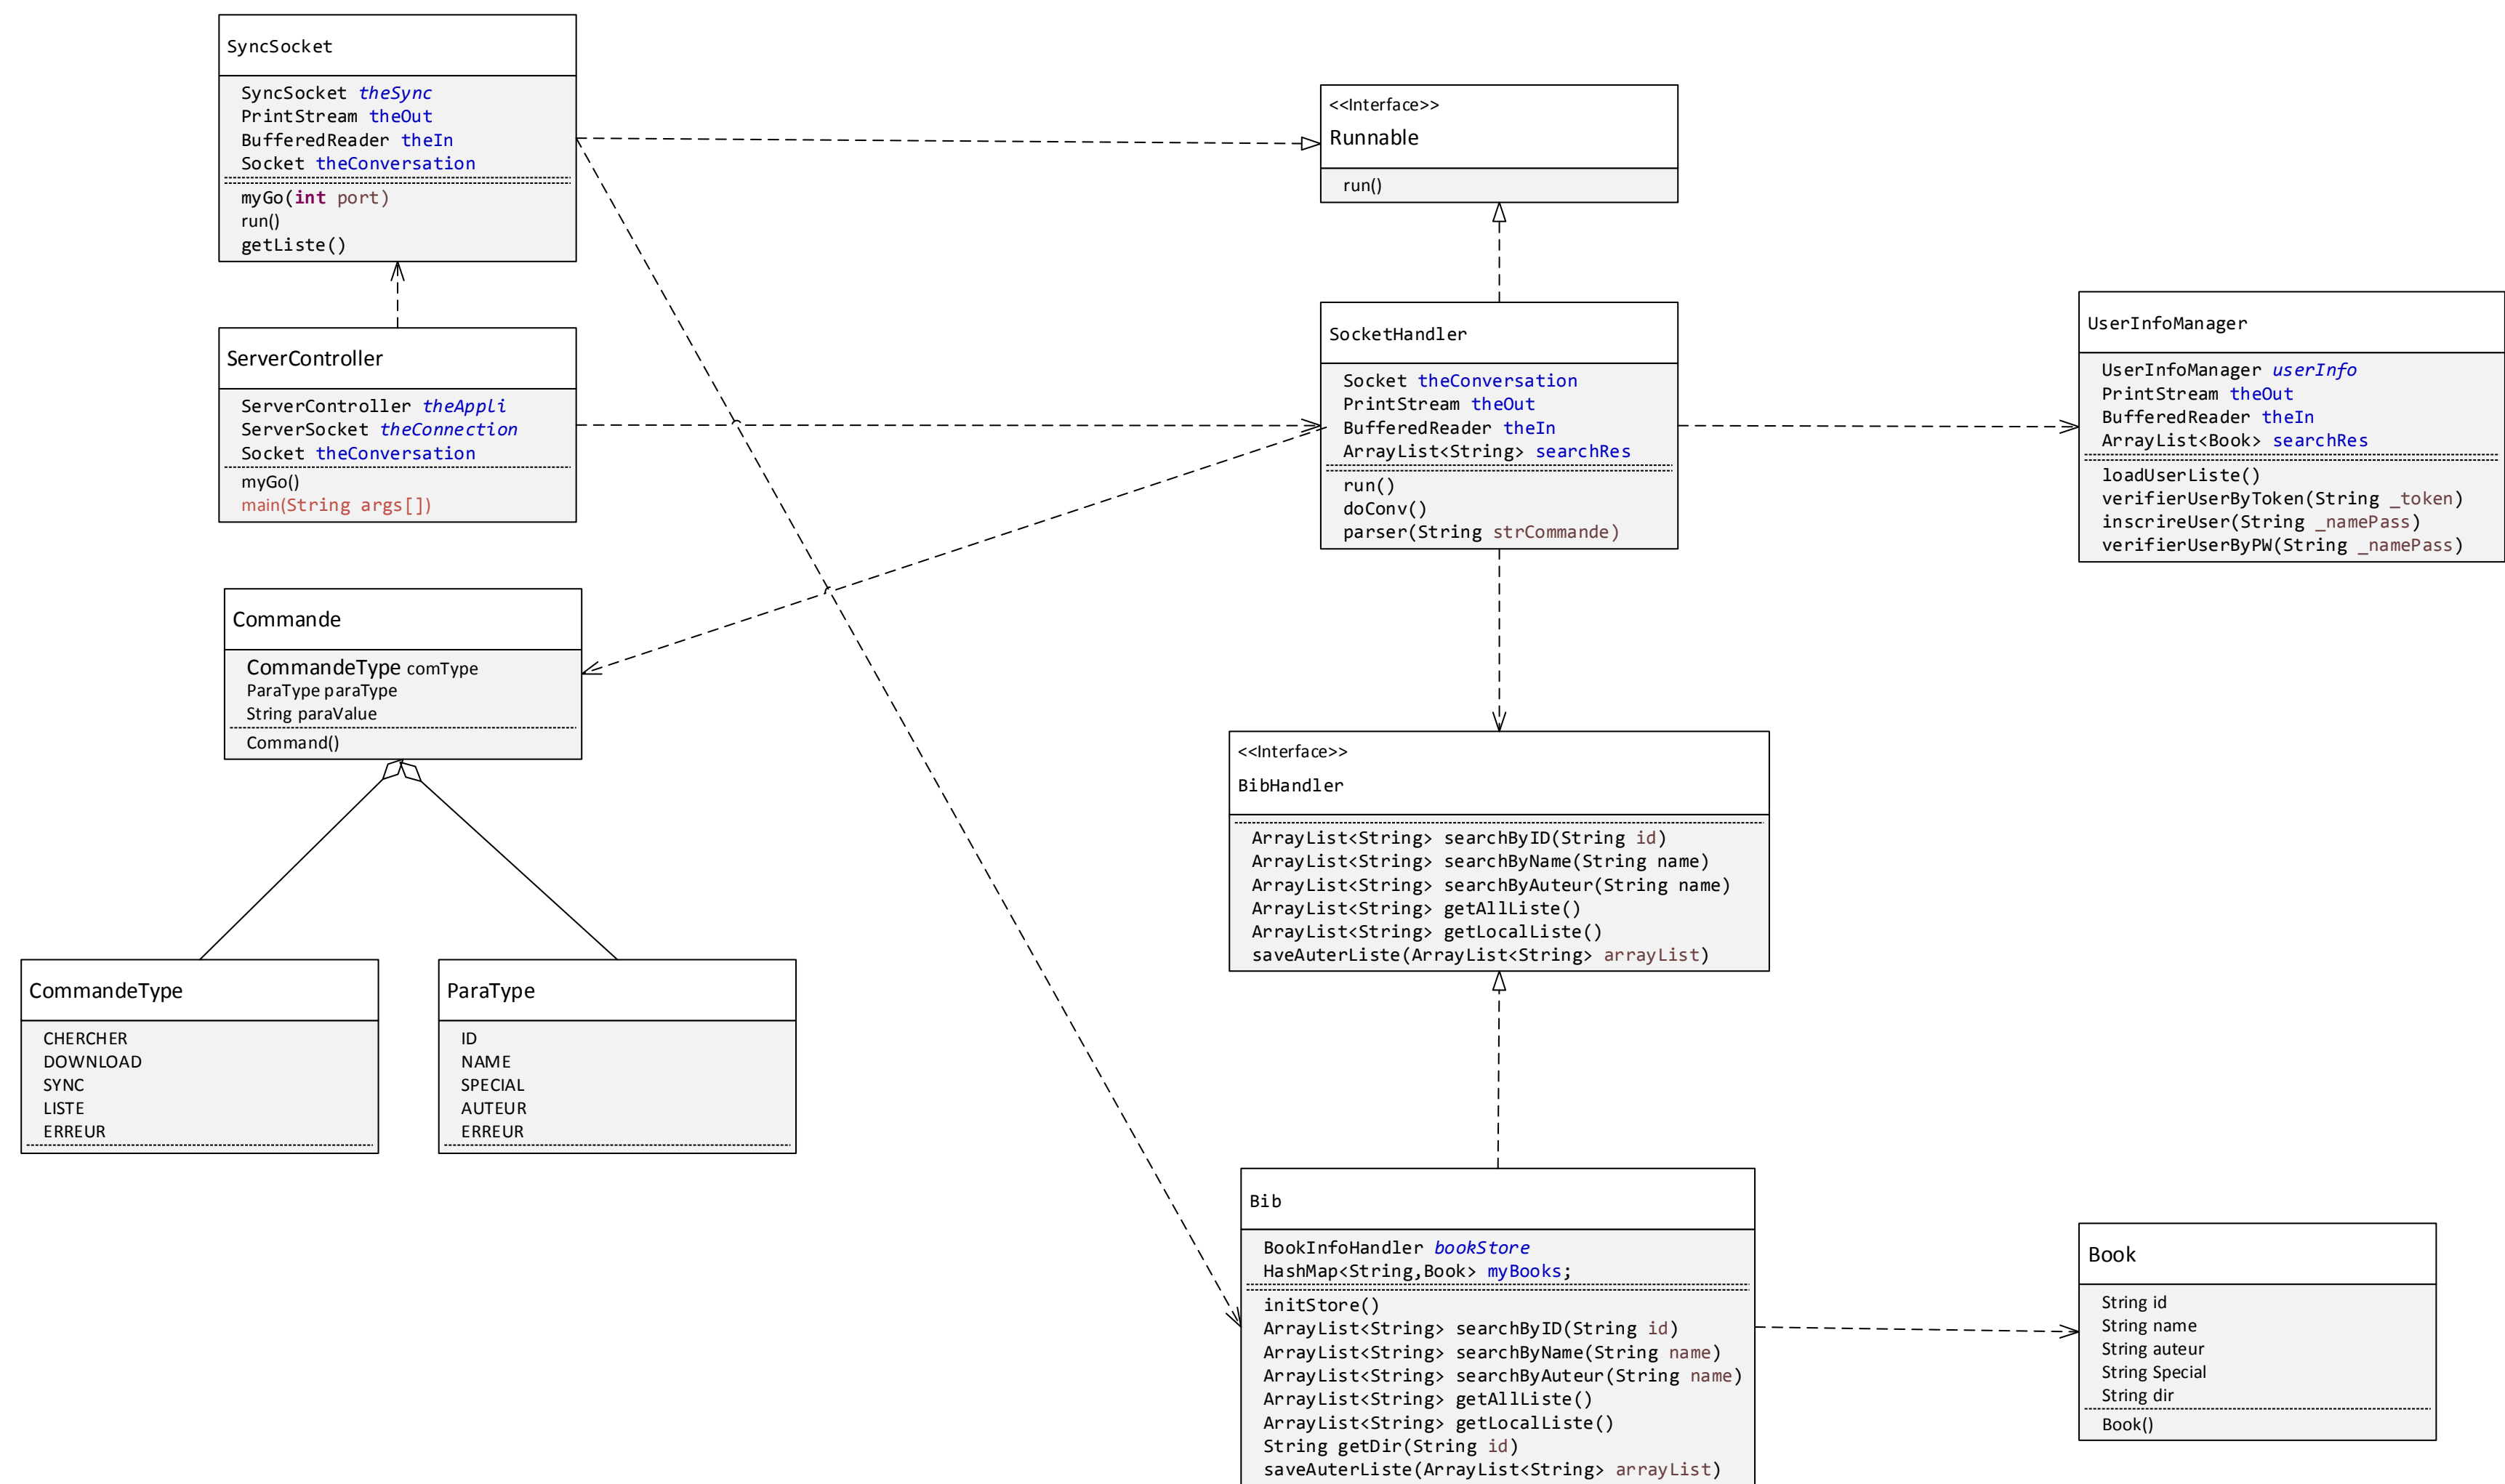 SyncSocket
SyncSocket theSync
PrintStream theOut
BufferedReader theIn
Socket theConversation
myGo(int port)
run()
getListe()
<<Interface>>
Runnable
run()
ServerController
ServerController theAppli
ServerSocket theConnection
Socket theConversation
myGo()
main(String args[])
SocketHandler
Socket theConversation
PrintStream theOut
BufferedReader theIn
ArrayList<String> searchRes
run()
doConv()
parser(String strCommande)
UserInfoManager
UserInfoManager userInfo
PrintStream theOut
BufferedReader theIn
ArrayList<Book> searchRes
loadUserListe()
verifierUserByToken(String _token)
inscrireUser(String _namePass)
verifierUserByPW(String _namePass)
Commande
CommandeType comType
ParaType paraType
String paraValue
Command()
<<Interface>>
BibHandler
ArrayList<String> searchByID(String id)
ArrayList<String> searchByName(String name)
ArrayList<String> searchByAuteur(String name)
ArrayList<String> getAllListe()
ArrayList<String> getLocalListe()
saveAuterListe(ArrayList<String> arrayList)
CommandeType
CHERCHER
DOWNLOAD
SYNC
LISTE
ERREUR
ParaType
ID
NAME
SPECIAL
AUTEUR
ERREUR
Bib
BookInfoHandler bookStore
HashMap<String,Book> myBooks;
initStore()
ArrayList<String> searchByID(String id)
ArrayList<String> searchByName(String name)
ArrayList<String> searchByAuteur(String name)
ArrayList<String> getAllListe()
ArrayList<String> getLocalListe()
String getDir(String id)
saveAuterListe(ArrayList<String> arrayList)
Book
String id
String name
String auteur
String Special
String dir
Book()